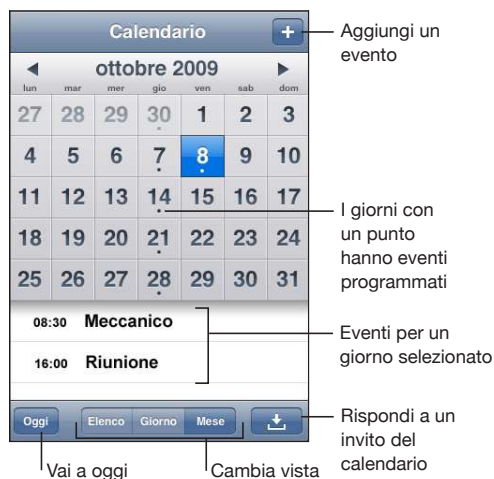 Calendario
+
Aggiungi un
evento
ottobre 2009
lun mar mer gio ven sab dom
27 28 29 30 1 2 3
4 5 6 7 8 9 10
11 12 13 14 15 16 17
18 19 20 21 22 23 24
25 26 27 28 29 30 31
I giorni con
un punto
hanno eventi
programmati
08:30 Meccanico
16:00 Riunione
Eventi per un
giorno selezionato
Oggi
Elenco Giorno Mese
Rispondi a un
invito del
calendario
Vai a oggi
Cambia vista